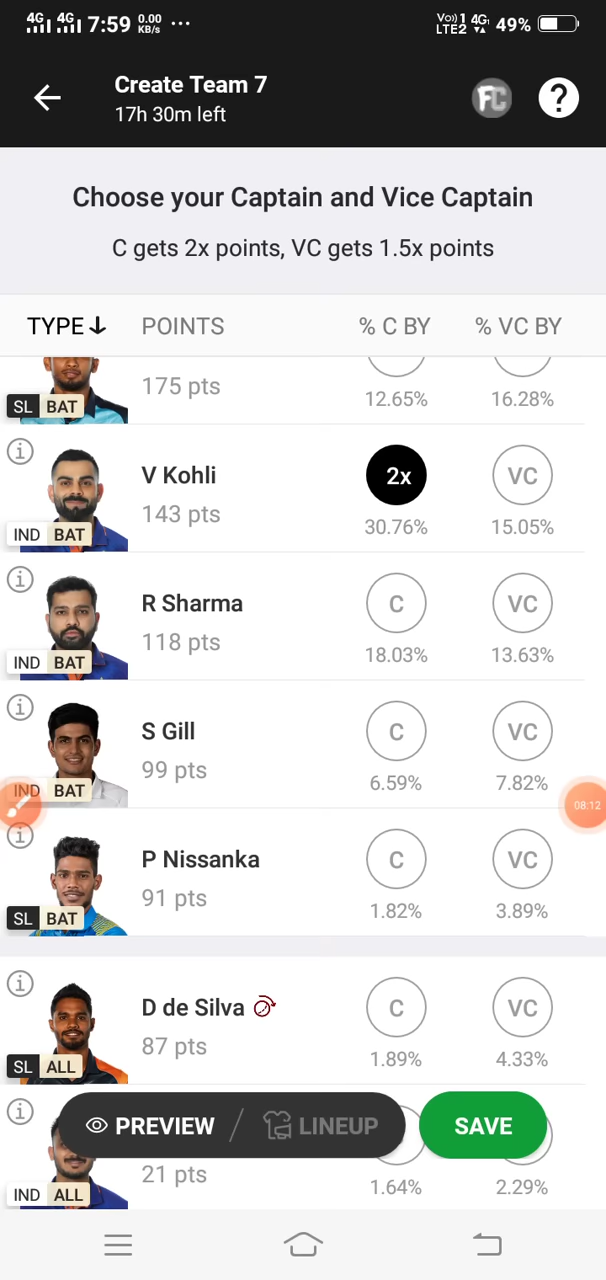 4G 4G 7:59 0.00 KB/s ... Vo)) 1 LTE2 4G 49%
Create Team 7
17h 30m left
FC ?
Choose your Captain and Vice Captain
C gets 2x points, VC gets 1.5x points
TYPE POINTS % C BY % VC BY
175 pts 12.65% 16.28%
SL BAT
V Kohli 2x VC
143 pts 30.76% 15.05%
IND BAT
R Sharma C VC
118 pts 18.03% 13.63%
IND BAT
S Gill C VC
99 pts 6.59% 7.82%
IND BAT
08:12
P Nissanka C VC
91 pts 1.82% 3.89%
SL BAT
D de Silva C VC
87 pts 1.89% 4.33%
SL ALL
PREVIEW / LINEUP SAVE
21 pts 1.64% 2.29%
IND ALL